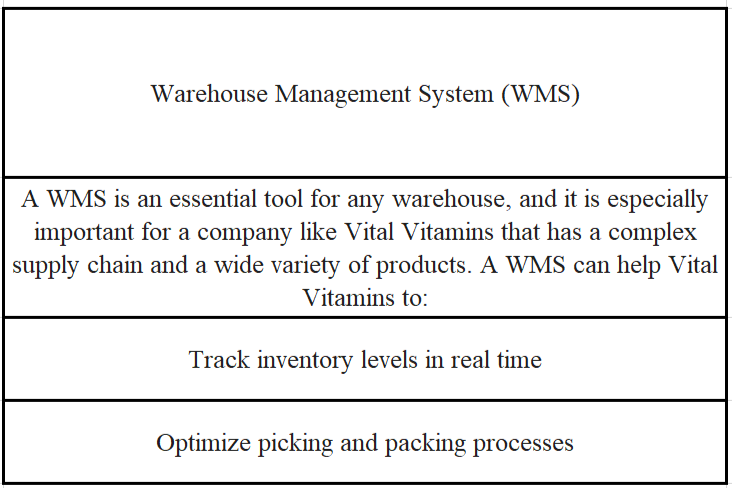 Warehouse Management System (WMS)
A WMS is an essential tool for any warehouse, and it is especially
important for a company like Vital Vitamins that has a complex
supply chain and a wide variety of products. A WMS can help Vital
Vitamins to:
Track inventory levels in real time
Optimize picking and packing processes